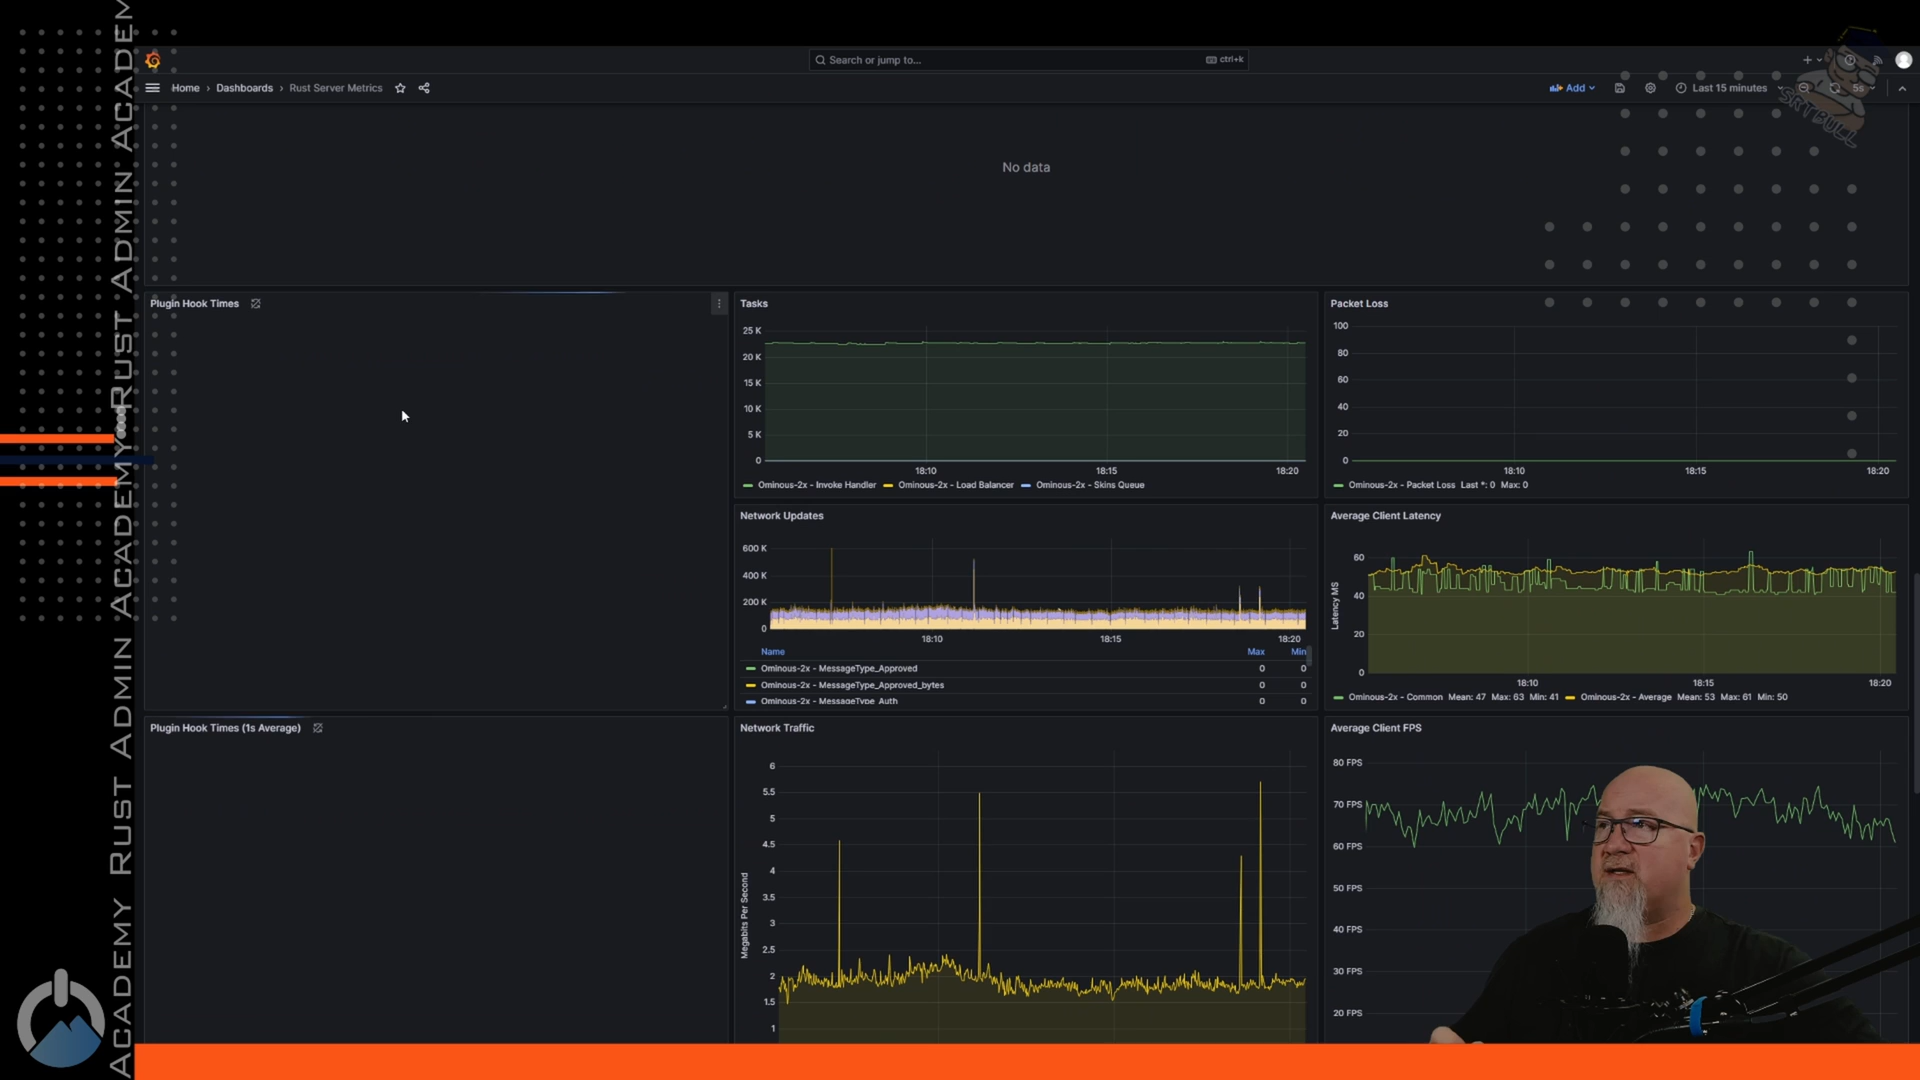 RUST ADMIN ACADEMY RUST ADMIN ACADEMY RUST ADMIN ACADEM
SRTBULL
Search or jump to...
ctrl+k
Home › Dashboards › Rust Server Metrics
Add
Last 15 minutes
5s
No data
Plugin Hook Times
Tasks
25 K
20 K
15 K
10 K
5 K
0
18:10 18:15 18:20
Ominous-2x - Invoke Handler Ominous-2x - Load Balancer Ominous-2x - Skins Queue
Packet Loss
100
80
60
40
20
0
18:10 18:15 18:20
Ominous-2x - Packet Loss Last *: 0 Max: 0
Network Updates
600 K
400 K
200 K
0
18:10 18:15 18:20
Name Max Min
Ominous-2x - MessageType_Approved 0 0
Ominous-2x - MessageType_Approved_bytes 0 0
Ominous-2x - MessageType_Auth 0 0
Average Client Latency
Latency MS
60
40
20
0
18:10 18:15 18:20
Ominous-2x - Common Mean: 47 Max: 63 Min: 41 Ominous-2x - Average Mean: 53 Max: 61 Min: 50
Plugin Hook Times (1s Average)
Network Traffic
Megabits Per Second
6
5.5
5
4.5
4
3.5
3
2.5
2
1.5
1
Average Client FPS
80 FPS
70 FPS
60 FPS
50 FPS
40 FPS
30 FPS
20 FPS